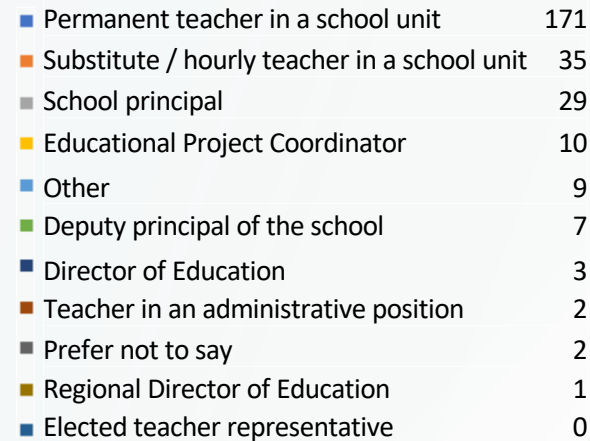 Permanent teacher in a school unit 171
Substitute / hourly teacher in a school unit 35
School principal 29
Educational Project Coordinator 10
Other 9
Deputy principal of the school 7
Director of Education 3
Teacher in an administrative position 2
Prefer not to say 2
Regional Director of Education 1
Elected teacher representative 0